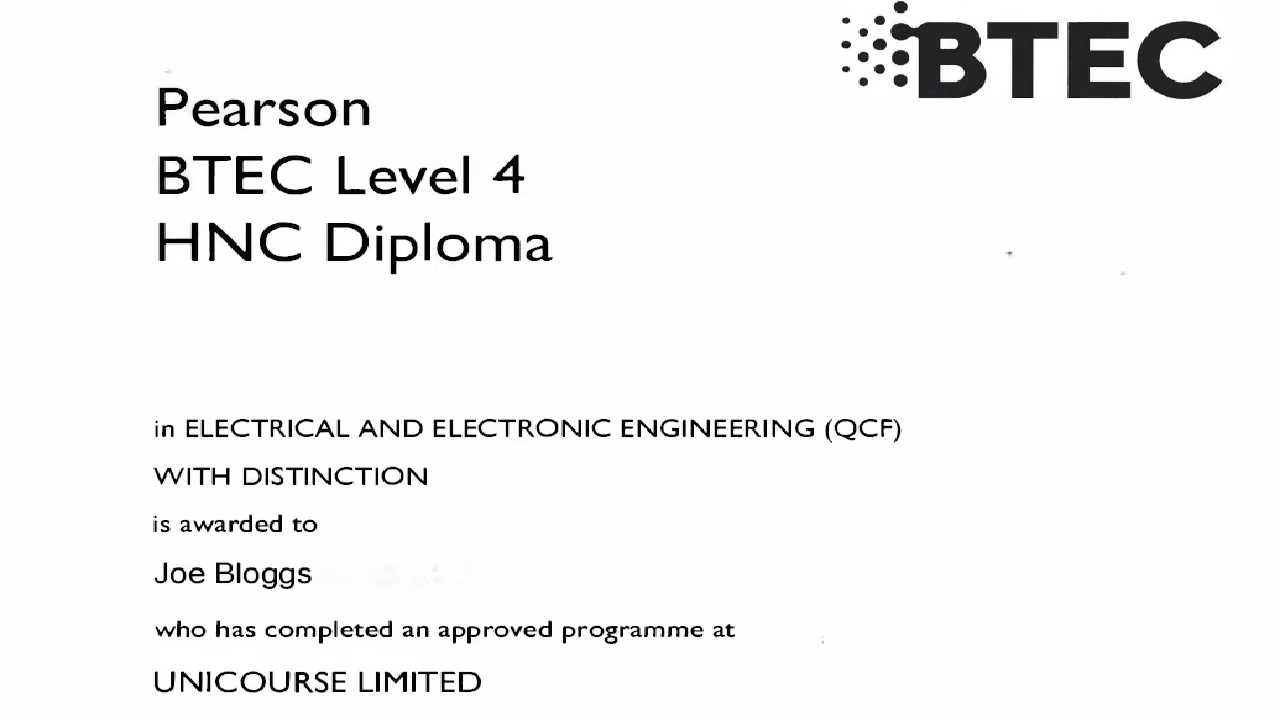 BTEC
Pearson
BTEC Level 4
HNC Diploma
in ELECTRICAL AND ELECTRONIC ENGINEERING (QCF)
WITH DISTINCTION
is awarded to
Joe Bloggs
who has completed an approved programme at
UNICOURSE LIMITED